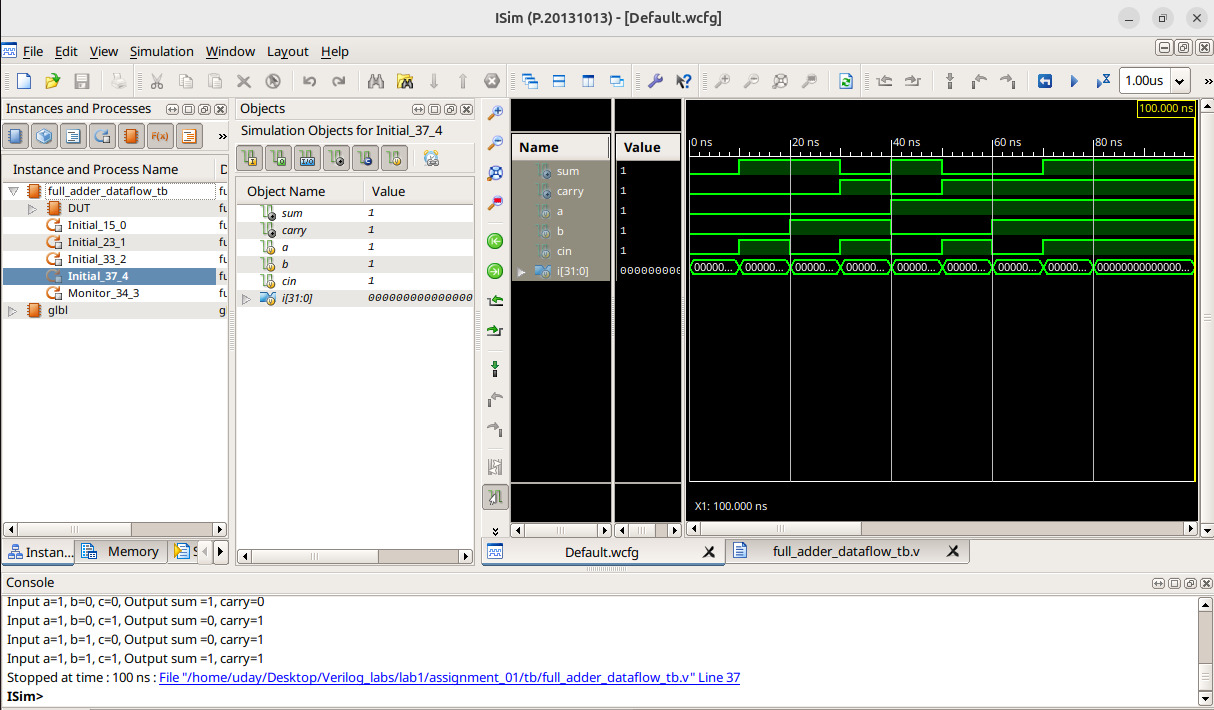 ISim (P.20131013) - [Default.wcfg]
File Edit View Simulation Window Layout Help
1.00us
»
Instances and Processes
»
Instance and Process Name D
full_adder_dataflow_tb fu
DUT fu
Initial_15_0 fu
Initial_23_1 fu
Initial_33_2 fu
Initial_37_4 fu
Monitor_34_3 fu
glbl g
Instan... Memory S
Objects
Simulation Objects for Initial_37_4
Object Name Value
sum 1
carry 1
a 1
b 1
cin 1
i[31:0] 000000000000000
Name Value
sum 1
carry 1
a 1
b 1
cin 1
i[31:0] 000000000
100.000 ns
0 ns 20 ns 40 ns 60 ns 80 ns
00000... 00000... 00000... 00000... 00000... 00000... 00000... 00000... 00000000000000...
X1: 100.000 ns
Default.wcfg full_adder_dataflow_tb.v
Console
Input a=1, b=0, c=0, Output sum =1, carry=0
Input a=1, b=0, c=1, Output sum =0, carry=1
Input a=1, b=1, c=0, Output sum =0, carry=1
Input a=1, b=1, c=1, Output sum =1, carry=1
Stopped at time : 100 ns : File "/home/uday/Desktop/Verilog_labs/lab1/assignment_01/tb/full_adder_dataflow_tb.v" Line 37
ISim>